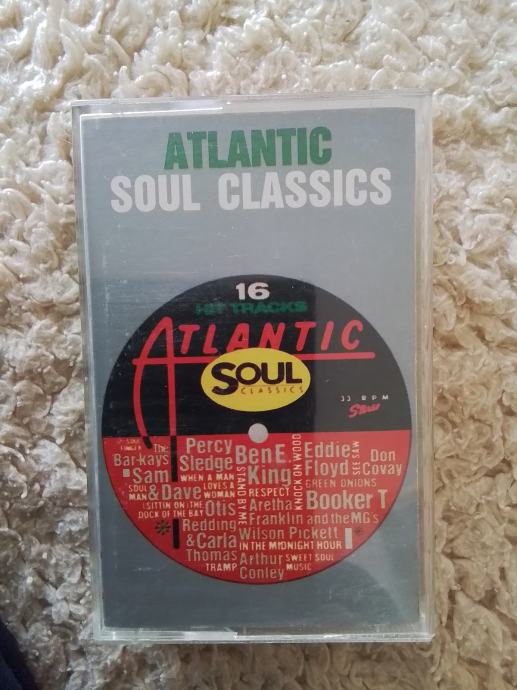 ATLANTIC
SOUL CLASSICS
16
HIT TRACKS
ATLANTIC
SOUL
CLASSICS
33 RPM
Stereo
SOUL
FINGER
The
Bar-kays
Sam
& Dave
SOUL
MAN
Percy
Sledge
WHEN A MAN
LOVES A
WOMAN
(SITTIN ON) THE
DOCK OF THE BAY
Otis
Redding
& Carla
Thomas
TRAMP
Ben E.
King
STAND BY ME
RESPECT
Aretha
Franklin
Wilson Pickett
IN THE MIDNIGHT HOUR
Arthur
Conley
SWEET SOUL
MUSIC
KNOCK ON WOOD
Eddie
Floyd
SEE SAW
Don
Covay
GREEN ONIONS
Booker T
and the MG's